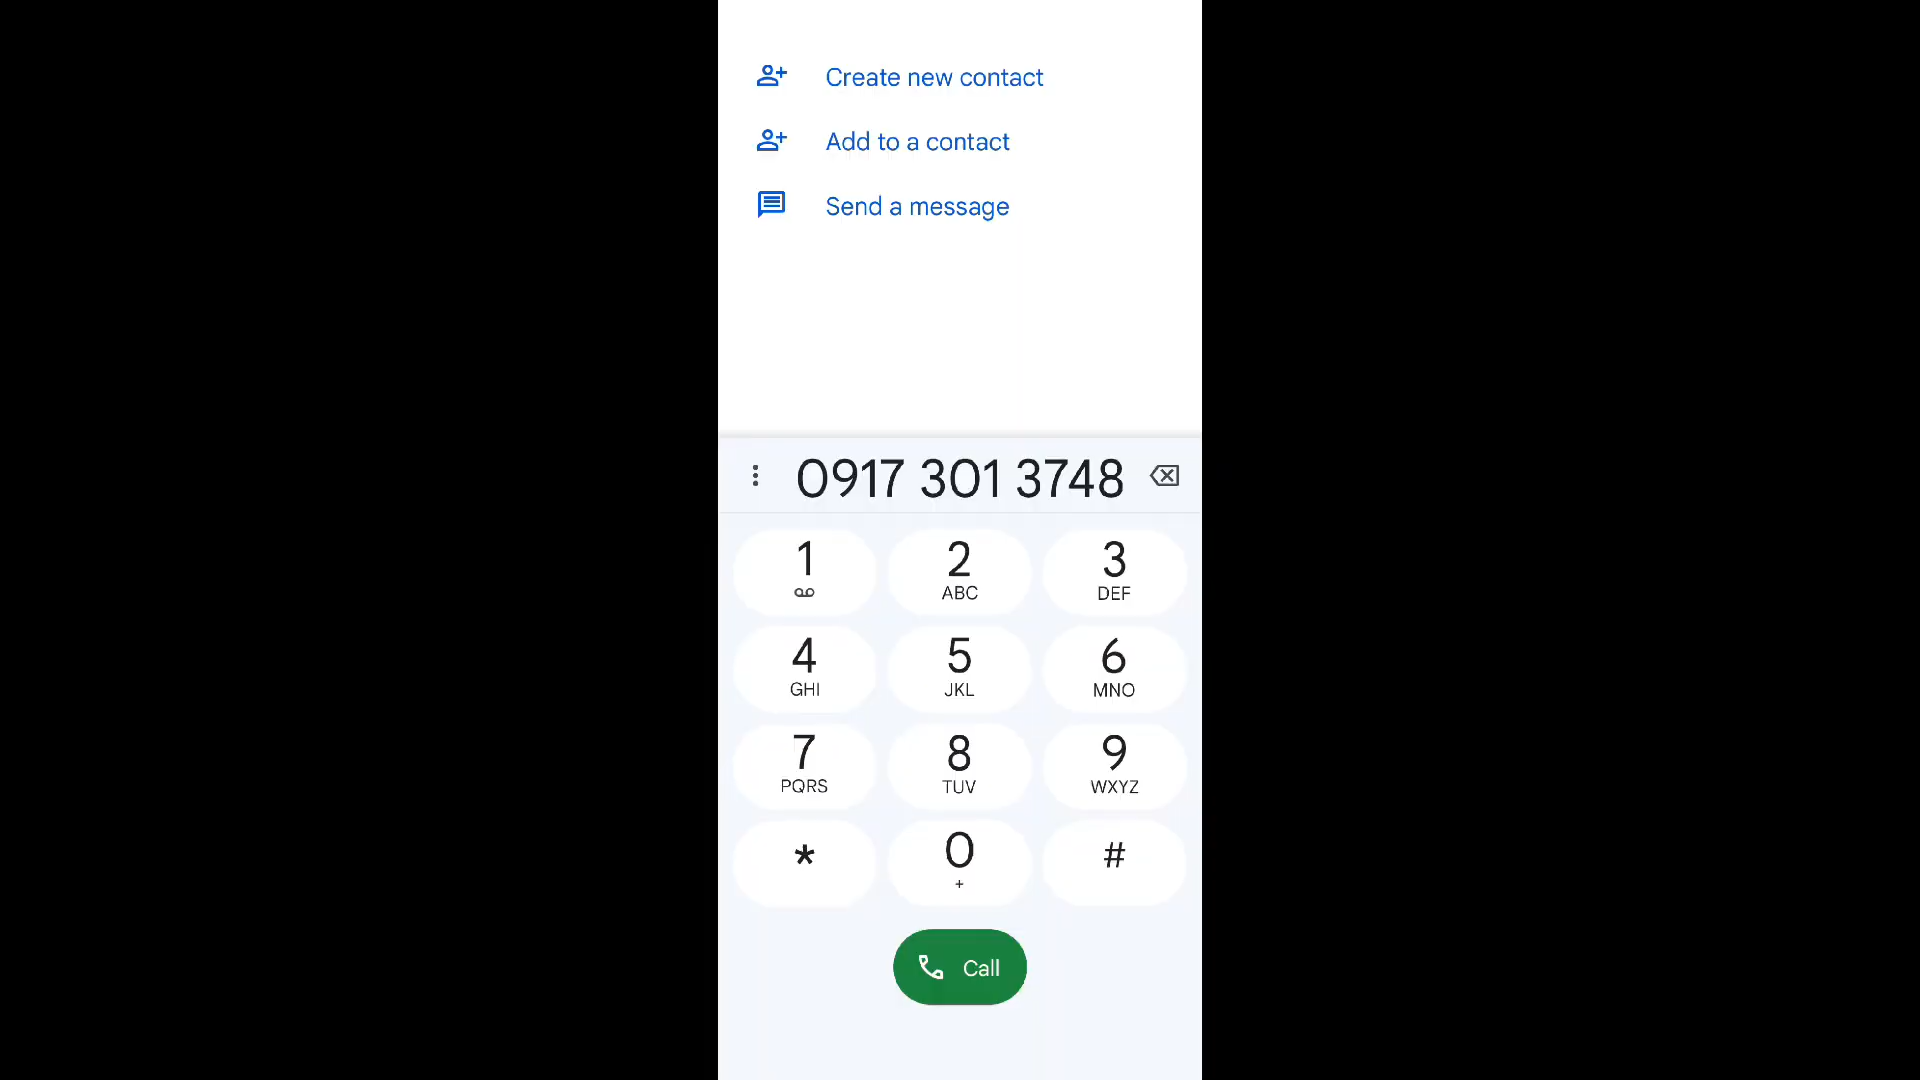 Create new contact
Add to a contact
Send a message
0917 301 3748
1 2 3
ABC DEF
4 5 6
GHI JKL MNO
7 8 9
PQRS TUV WXYZ
* 0 #
+
Call